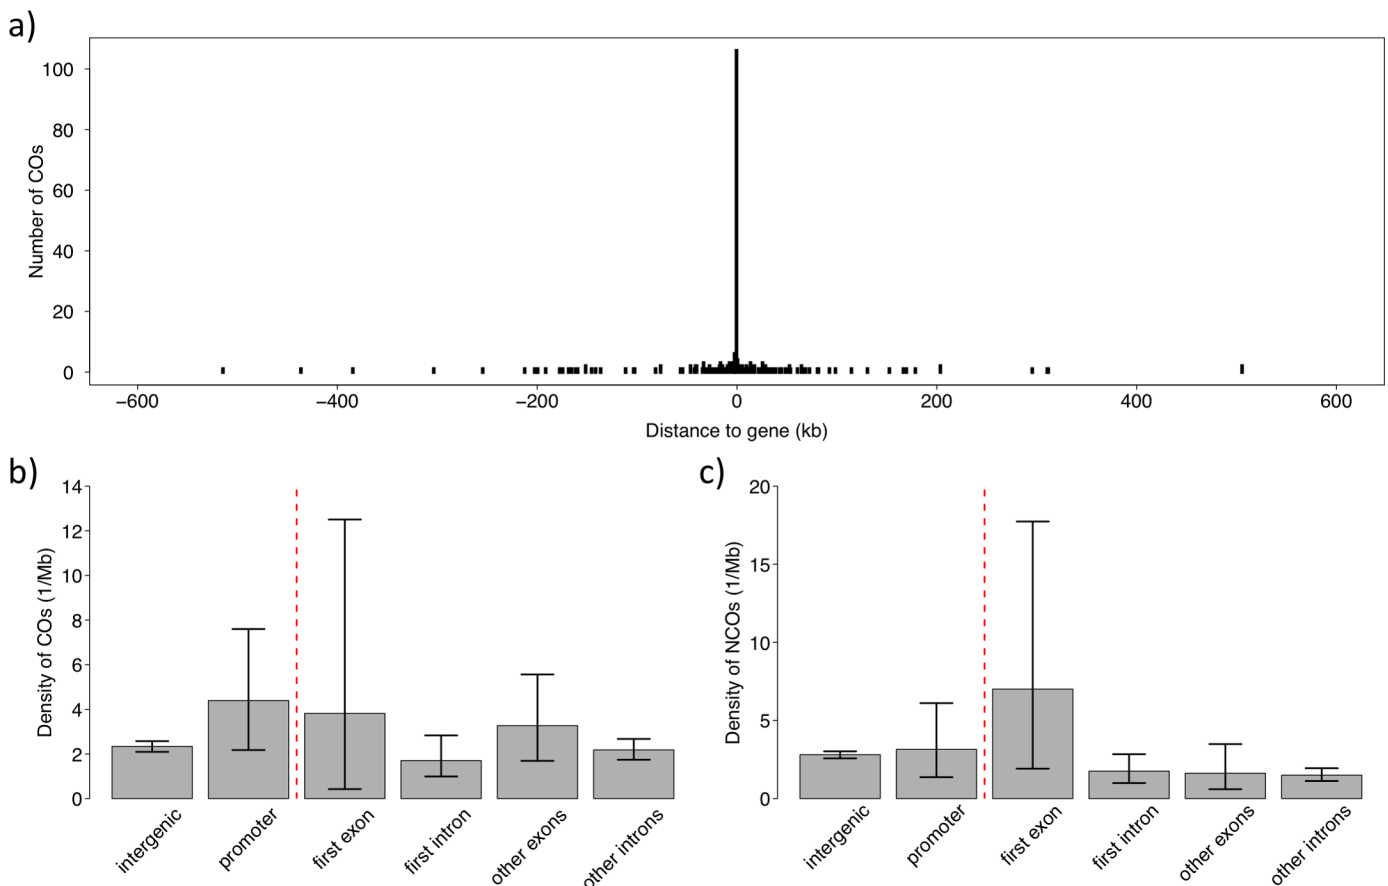 a)
Number of COs
100
80
60
40
20
0
−600
−400
−200
0
200
400
600
Distance to gene (kb)
b)
Density of COs (1/Mb)
14
12
10
8
6
4
2
0
intergenic
promoter
first exon
first intron
other exons
other introns
c)
Density of NCOs (1/Mb)
20
15
10
5
0
intergenic
promoter
first exon
first intron
other exons
other introns